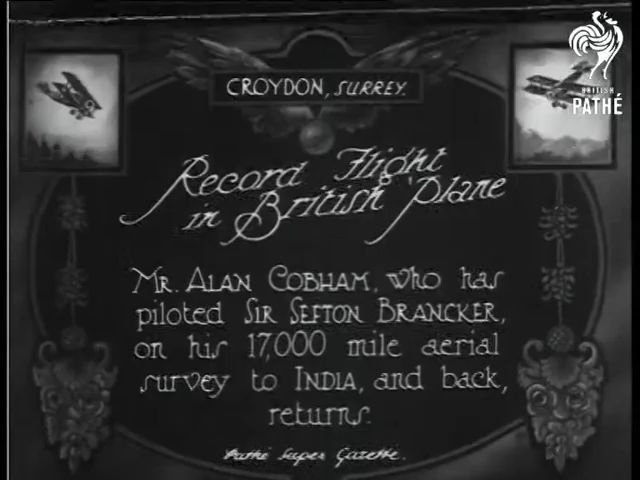 BRITISH
PATHÉ
CROYDON, SURREY.
Record Flight
in British Plane
MR. ALAN COBHAM, who has
piloted SIR SEFTON BRANCKER,
on his 17,000 mile aerial
survey to INDIA, and back,
returns.
Pathé Super Gazette.